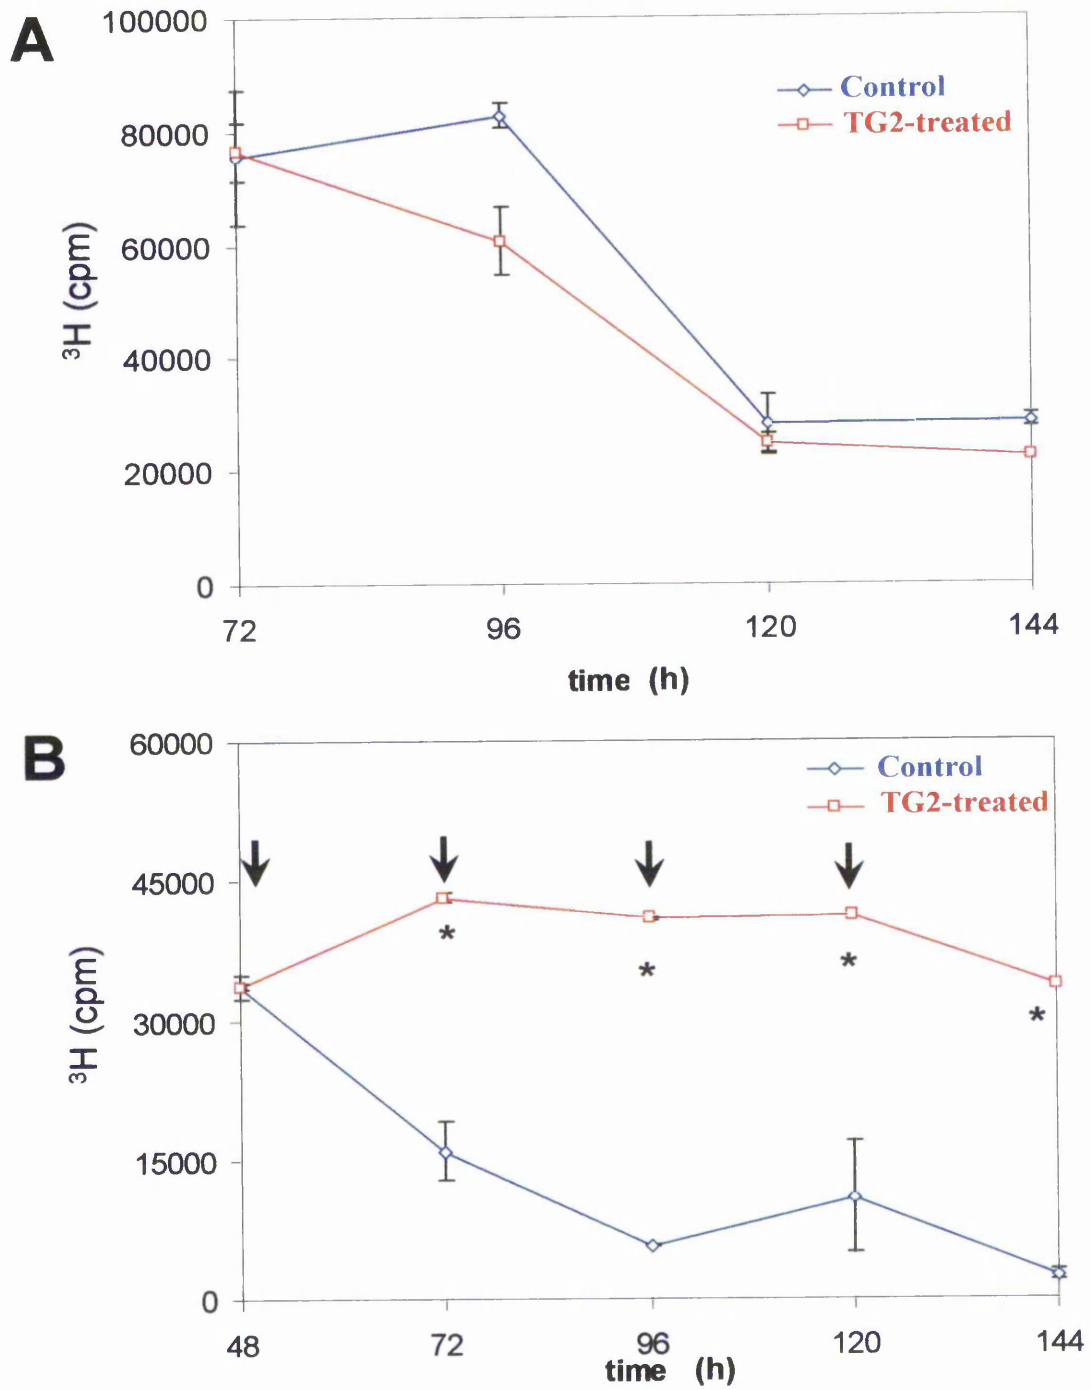 A
100000
80000
60000
40000
20000
0
³H (cpm)
Control
TG2-treated
72 96 120 144
time (h)
B
60000
45000
30000
15000
0
³H (cpm)
Control
TG2-treated
*
*
*
*
48 72 96 120 144
time (h)